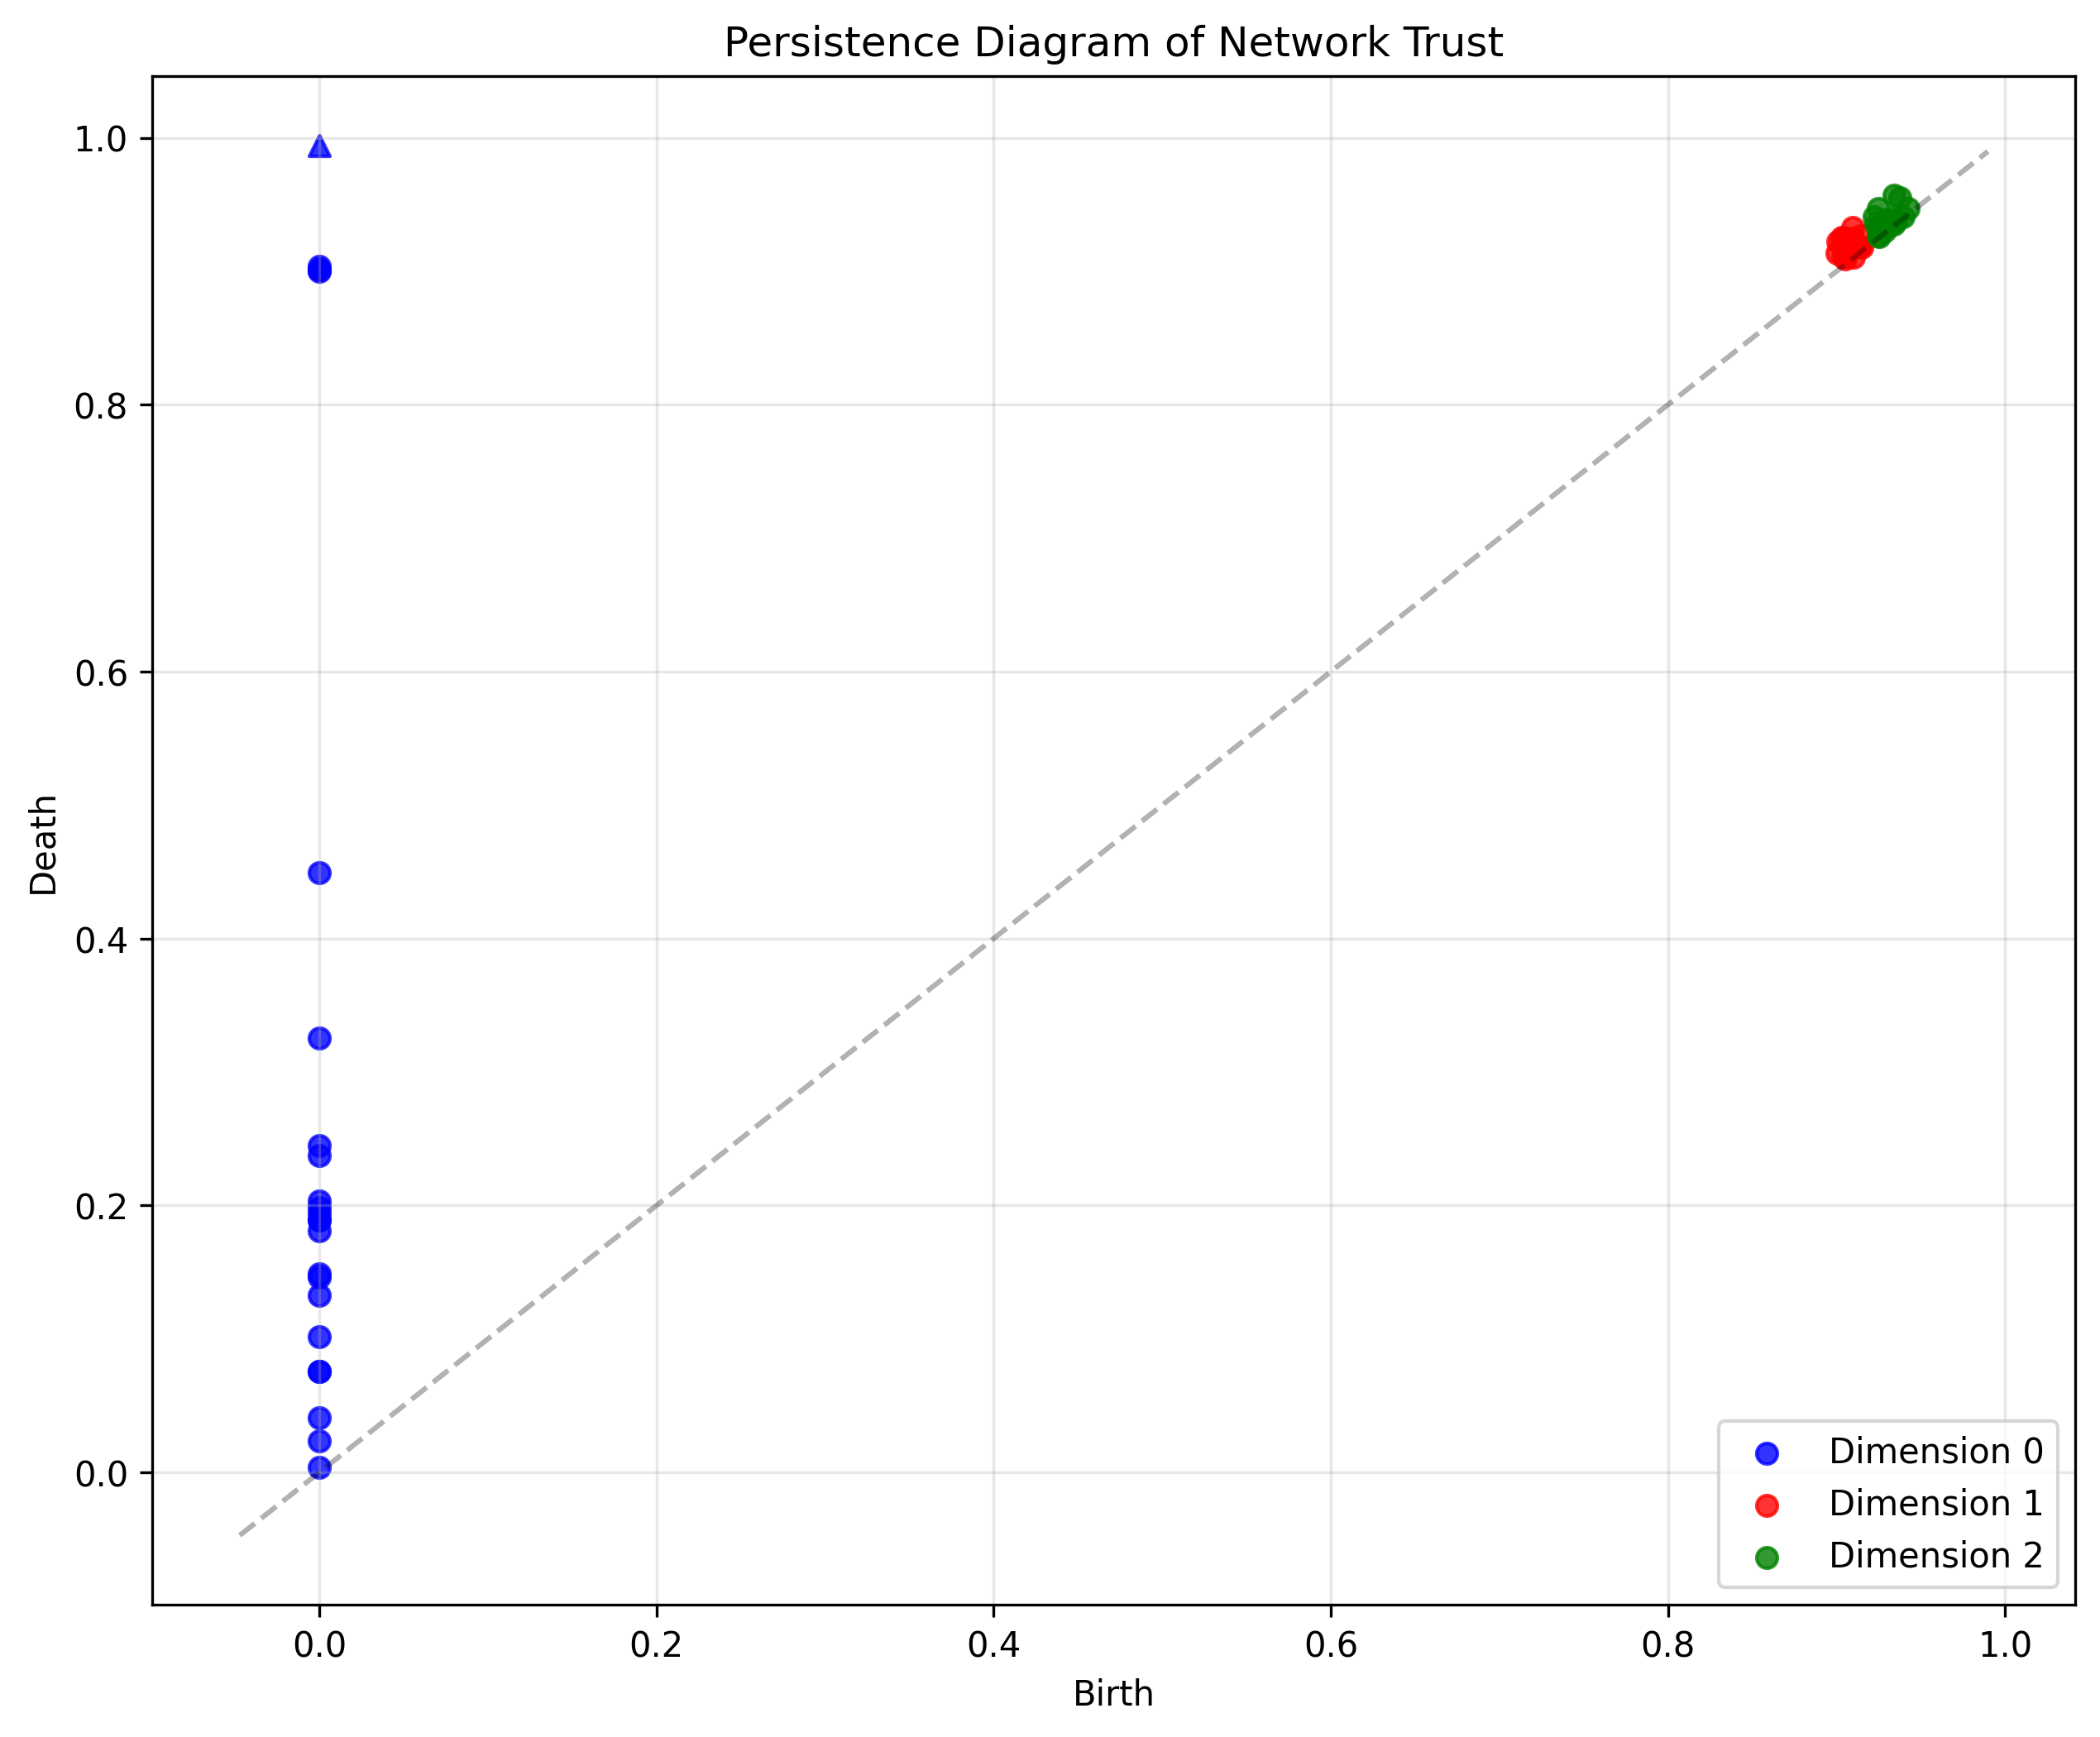 Persistence Diagram of Network Trust
1.0
0.8
0.6
0.4
0.2
0.0
Death
Dimension 0
Dimension 1
Dimension 2
0.0 0.2 0.4 0.6 0.8 1.0
Birth